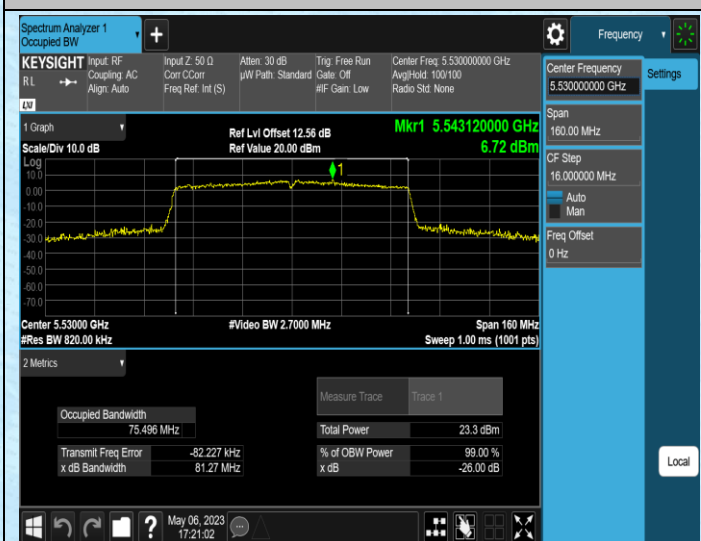 Spectrum Analyzer 1
Occupied BW
+
Frequency
KEYSIGHT
R L
LXI
Input: RF
Coupling: AC
Align: Auto
Input Z: 50 Ω
Corr CCorr
Freq Ref: Int (S)
Atten: 30 dB
µW Path: Standard
Trig: Free Run
Gate: Off
#IF Gain: Low
Center Freq: 5.530000000 GHz
Avg|Hold: 100/100
Radio Std: None
Center Frequency
5.530000000 GHz
Settings
Span
160.00 MHz
CF Step
16.000000 MHz
Auto
Man
Freq Offset
0 Hz
1 Graph
Scale/Div 10.0 dB
Ref Lvl Offset 12.56 dB
Ref Value 20.00 dBm
Mkr1 5.543120000 GHz
6.72 dBm
Log
10.0
0.00
-10.0
-20.0
-30.0
-40.0
-50.0
-60.0
-70.0
1
Center 5.53000 GHz
#Res BW 820.00 kHz
#Video BW 2.7000 MHz
Span 160 MHz
Sweep 1.00 ms (1001 pts)
2 Metrics
Measure Trace Trace 1
Occupied Bandwidth
75.496 MHz
Total Power 23.3 dBm
Transmit Freq Error -82.227 kHz
x dB Bandwidth 81.27 MHz
% of OBW Power 99.00 %
x dB -26.00 dB
Local
?
May 06, 2023
17:21:02